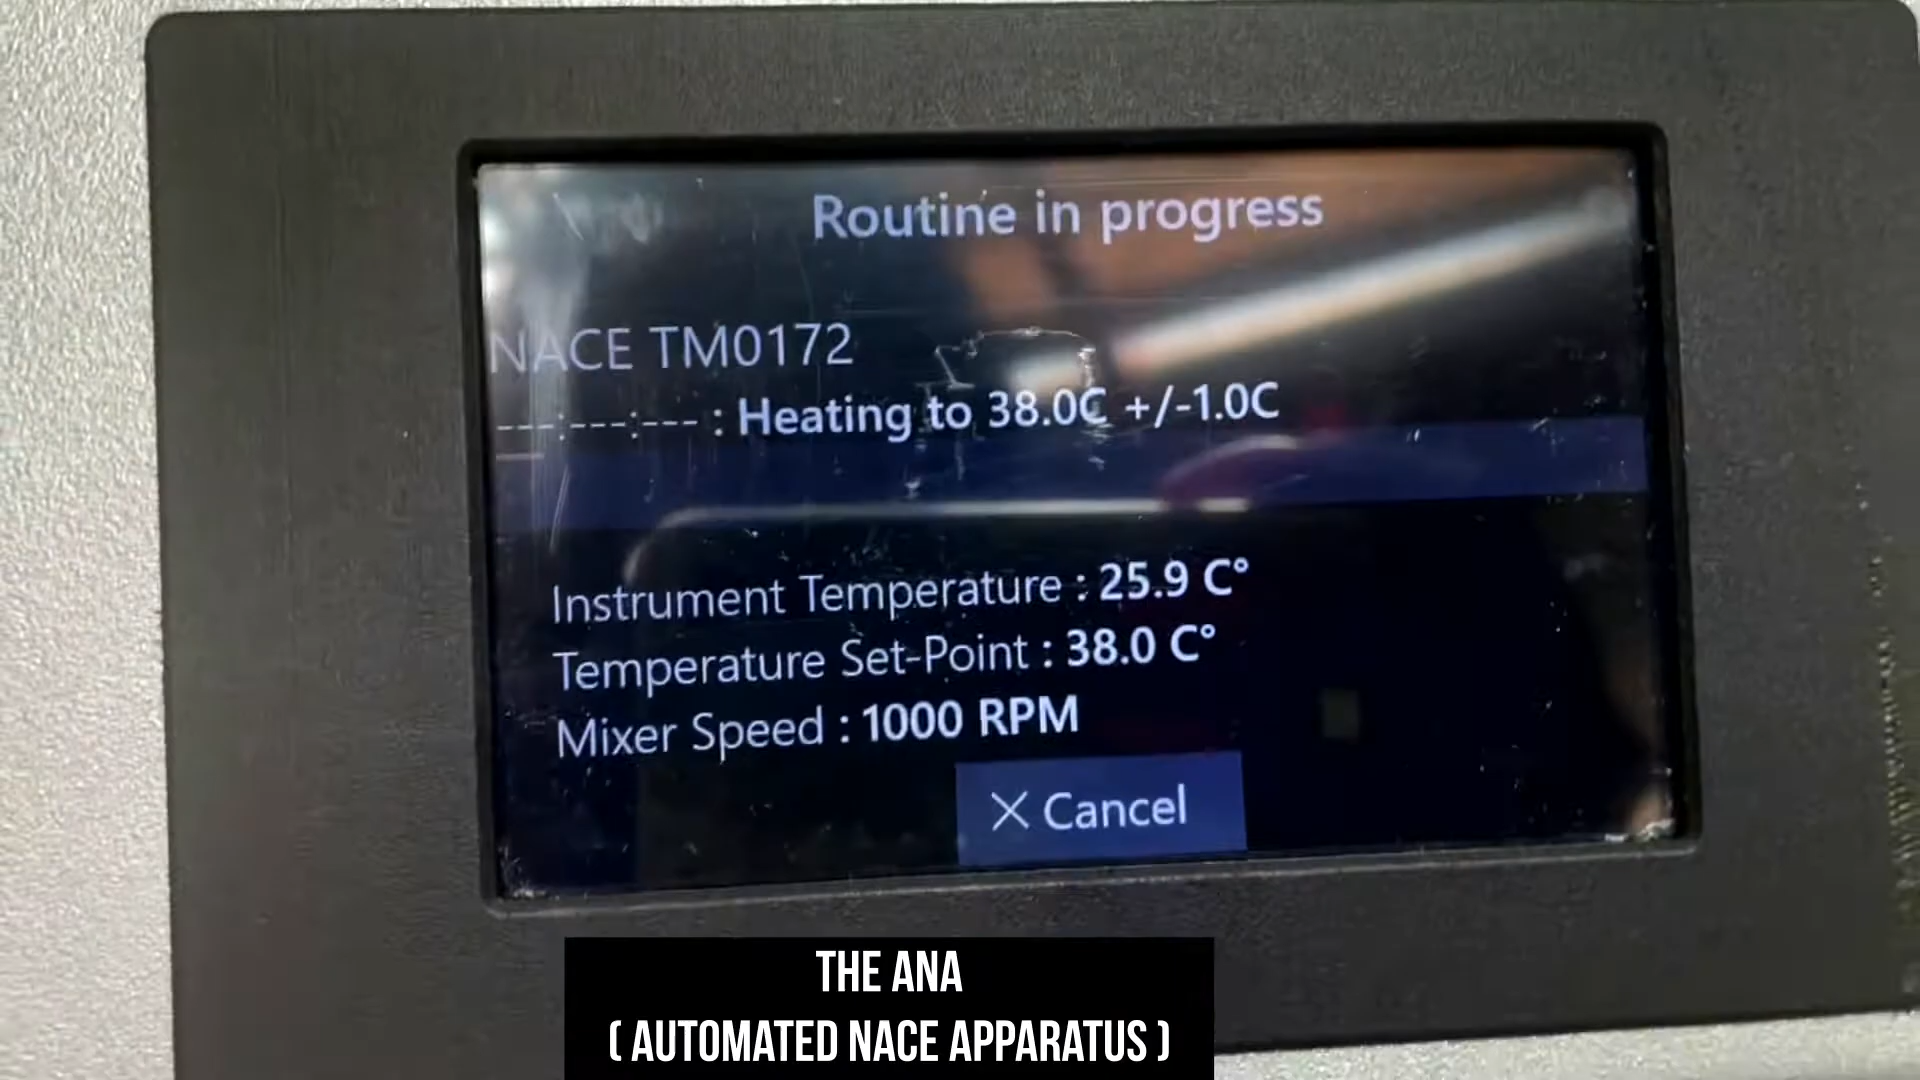 Routine in progress
NACE TM0172
---:---:--- : Heating to 38.0C +/-1.0C
Instrument Temperature : 25.9 C°
Temperature Set-Point : 38.0 C°
Mixer Speed : 1000 RPM
X Cancel
THE ANA
( AUTOMATED NACE APPARATUS )